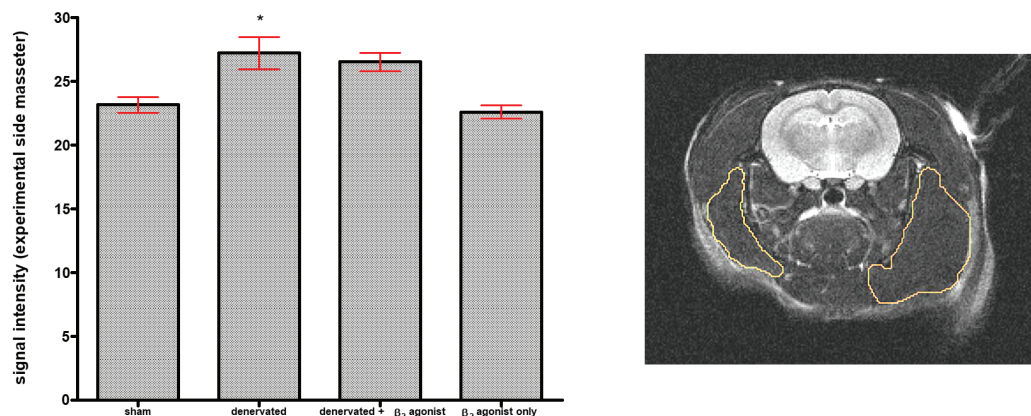 signal intensity (experimental side masseter)
30
*
25
20
15
10
5
0
sham
denervated
denervated + β₂ agonist
β₂ agonist only